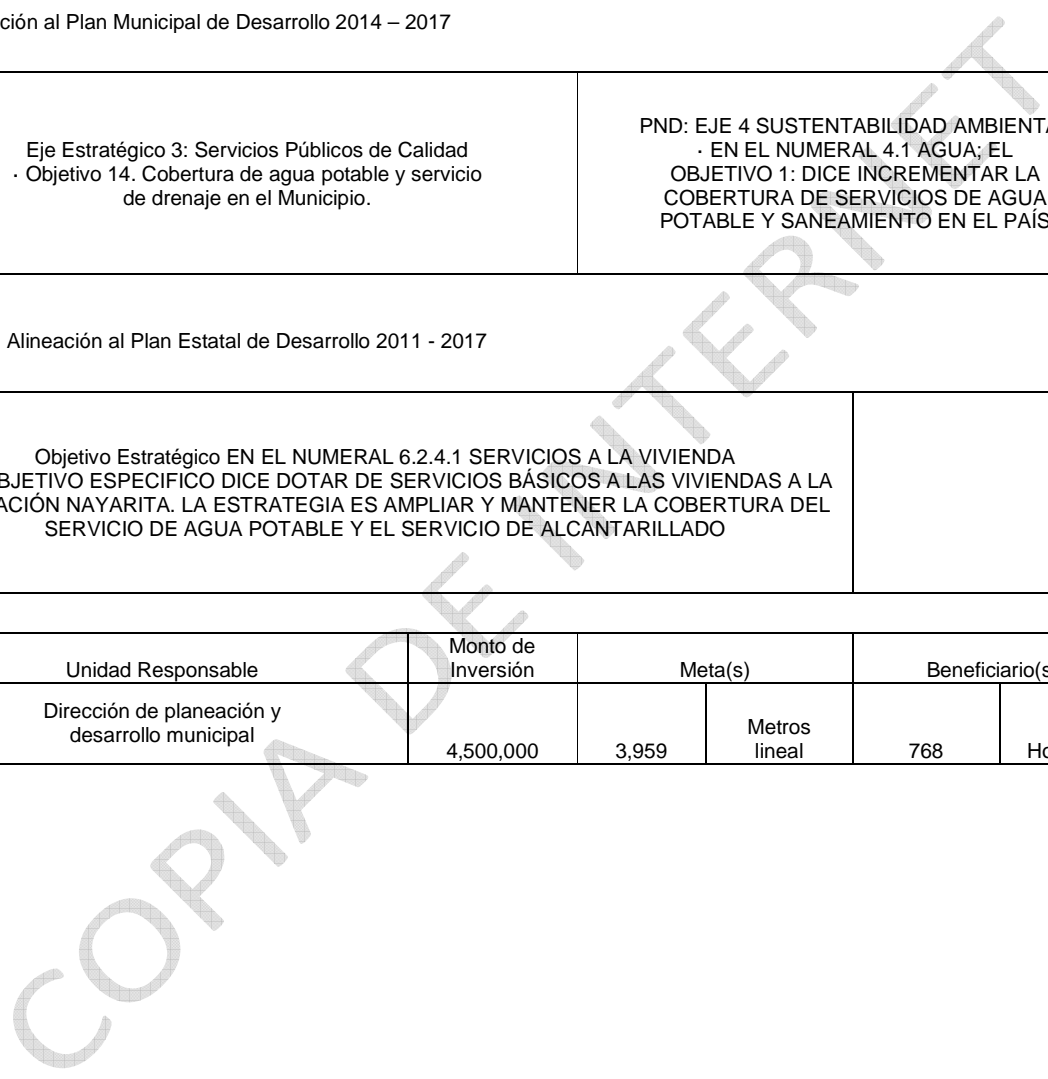 ción al Plan Municipal de Desarrollo 2014 – 2017
Eje Estratégico 3: Servicios Públicos de Calidad
· Objetivo 14. Cobertura de agua potable y servicio
de drenaje en el Municipio.
PND: EJE 4 SUSTENTABILIDAD AMBIENTA
· EN EL NUMERAL 4.1 AGUA; EL
OBJETIVO 1: DICE INCREMENTAR LA
COBERTURA DE SERVICIOS DE AGUA
POTABLE Y SANEAMIENTO EN EL PAÍS
Alineación al Plan Estatal de Desarrollo 2011 - 2017
Objetivo Estratégico EN EL NUMERAL 6.2.4.1 SERVICIOS A LA VIVIENDA
BJETIVO ESPECIFICO DICE DOTAR DE SERVICIOS BÁSICOS A LAS VIVIENDAS A LA
ACIÓN NAYARITA. LA ESTRATEGIA ES AMPLIAR Y MANTENER LA COBERTURA DEL
SERVICIO DE AGUA POTABLE Y EL SERVICIO DE ALCANTARILLADO
Unidad Responsable
Monto de
Inversión
Meta(s)
Beneficiario(s
Dirección de planeación y
desarrollo municipal
4,500,000
3,959
Metros
lineal
768
Ho
COPIA DE INTERNET